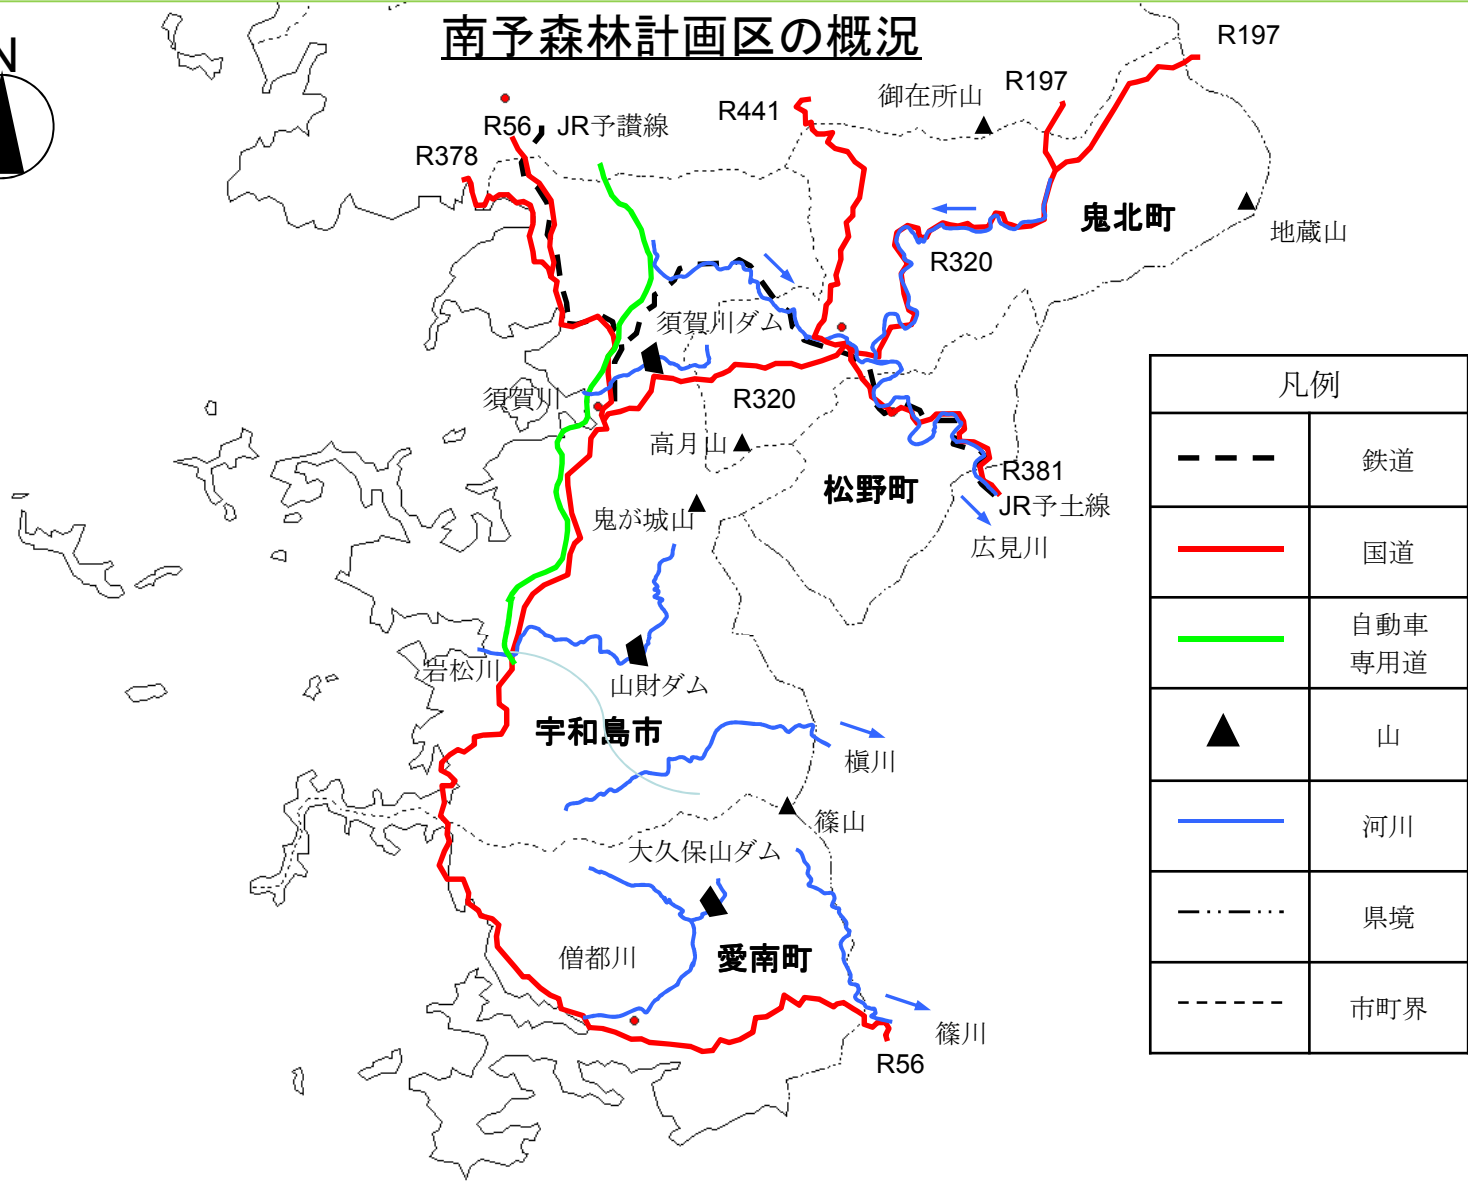 南予森林計画区の概況
N
R197
R197
御在所山
R441
R56
JR予讃線
R378
鬼北町
地蔵山
R320
須賀川ダム
須賀川
R320
高月山
松野町
R381
JR予土線
鬼が城山
広見川
岩松川
山財ダム
宇和島市
槇川
篠山
大久保山ダム
僧都川
愛南町
篠川
R56
凡例
鉄道
国道
自動車
専用道
山
河川
県境
市町界